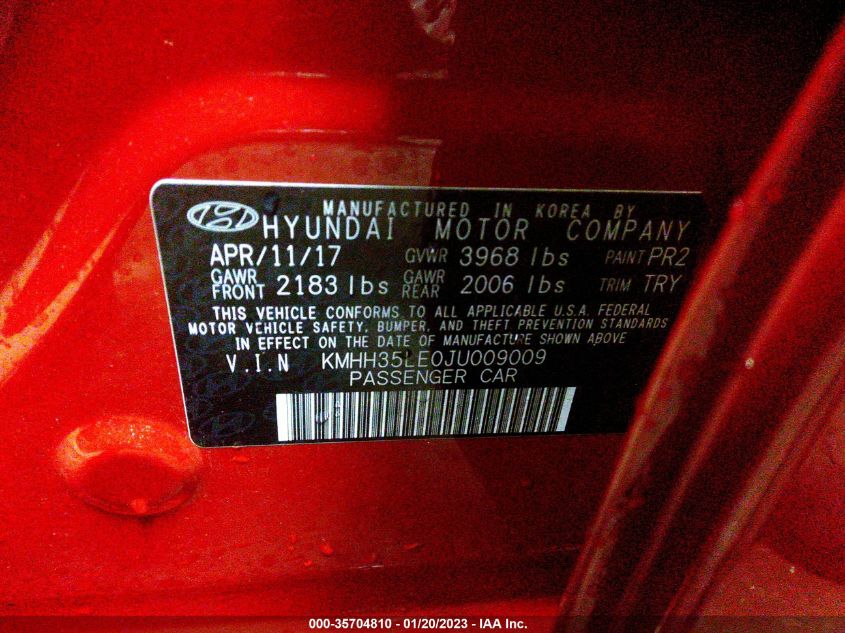 MANUFACTURED IN KOREA BY
HYUNDAI MOTOR COMPANY
APR/11/17 GVWR 3968 lbs PAINT PR2
GAWR FRONT 2183 lbs GAWR REAR 2006 lbs TRIM TRY
THIS VEHICLE CONFORMS TO ALL APPLICABLE U.S.A. FEDERAL
MOTOR VEHICLE SAFETY, BUMPER, AND THEFT PREVENTION STANDARDS
IN EFFECT ON THE DATE OF MANUFACTURE SHOWN ABOVE
V.I.N KMHH35LE0JU009009
PASSENGER CAR
000-35704810 - 01/20/2023 - IAA Inc.